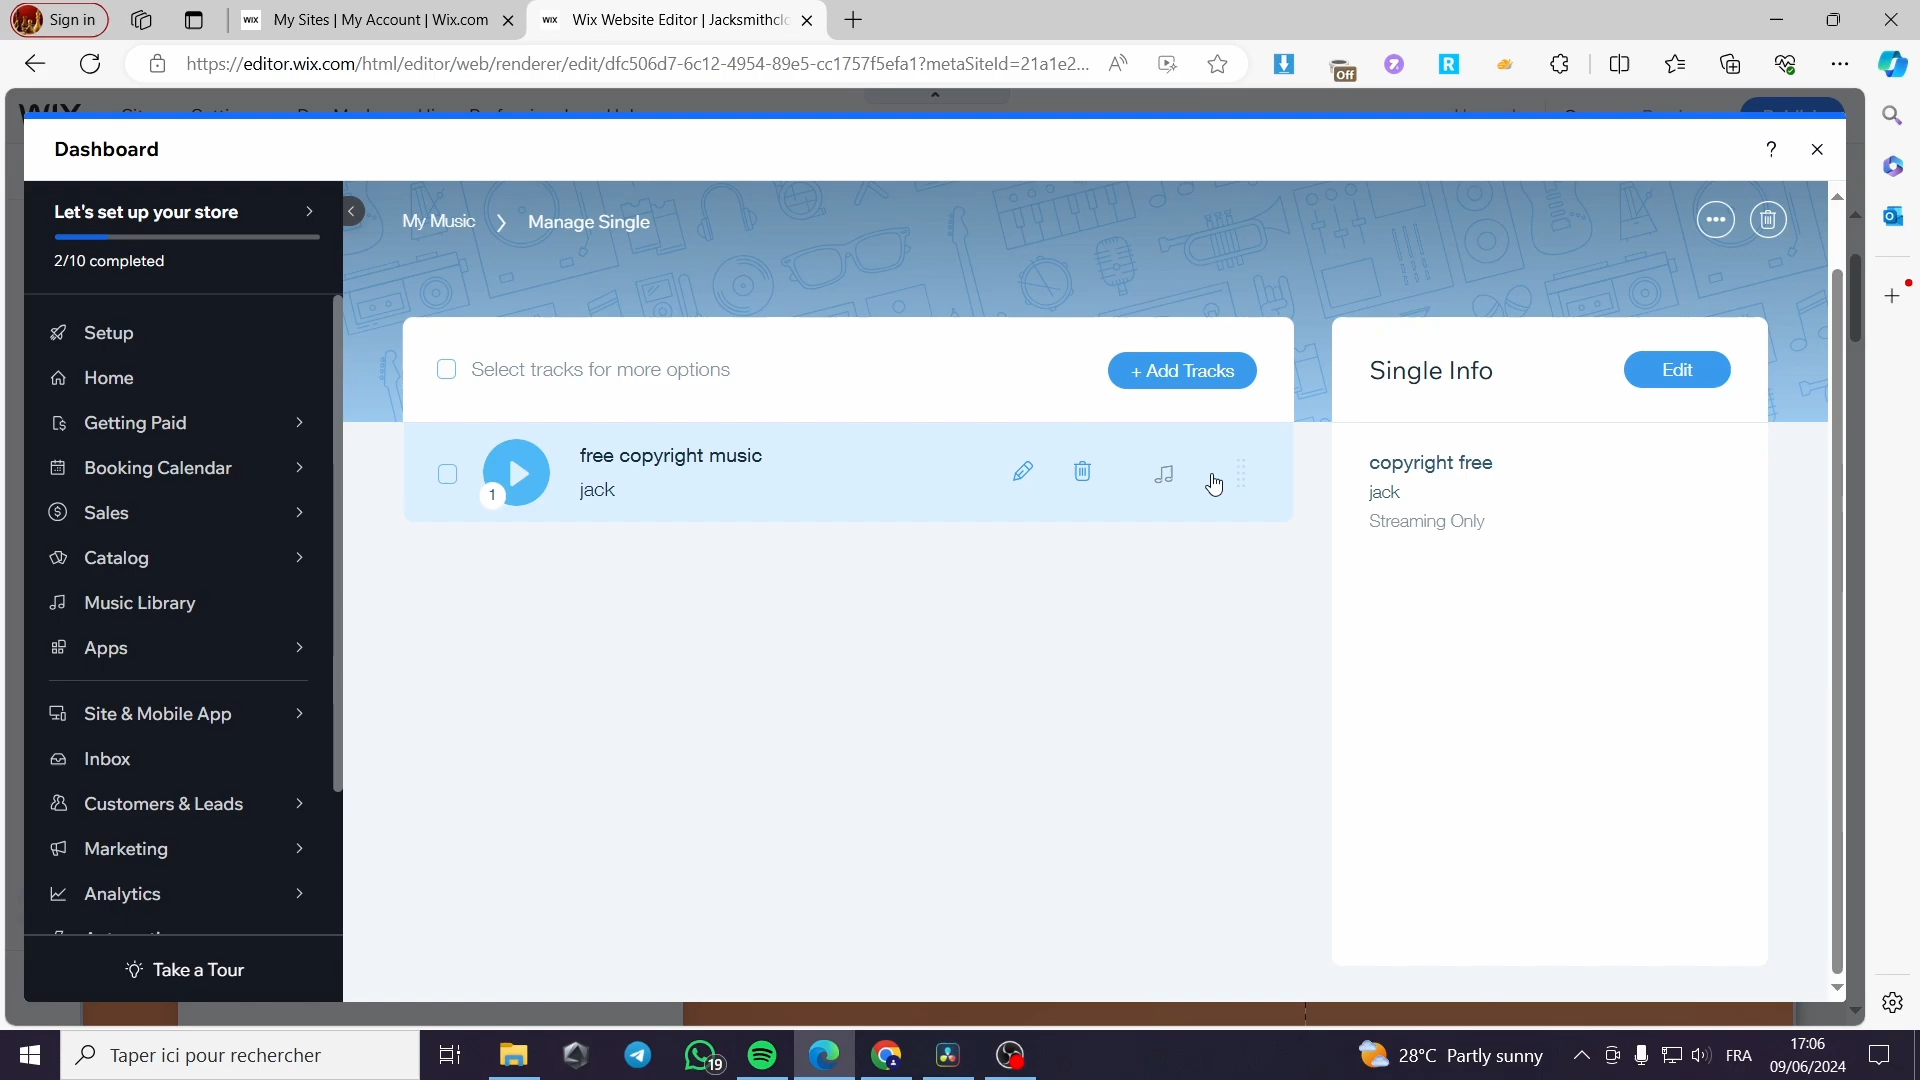 Sign in
WIX
My Sites | My Account | Wix.com
WIX
Wix Website Editor | Jacksmithclo
https://editor.wix.com/html/editor/web/renderer/edit/dfc506d7-6c12-4954-89e5-cc1757f5efa1?metaSiteId=21a1e2...
Off
Dashboard
?
Let's set up your store
2/10 completed
Setup
Home
Getting Paid
Booking Calendar
Sales
Catalog
Music Library
Apps
Site & Mobile App
Inbox
Customers & Leads
Marketing
Analytics
Take a Tour
My Music
Manage Single
Select tracks for more options
+ Add Tracks
1
free copyright music
jack
Single Info
Edit
copyright free
jack
Streaming Only
Taper ici pour rechercher
19
28°C Partly sunny
FRA
17:06
09/06/2024